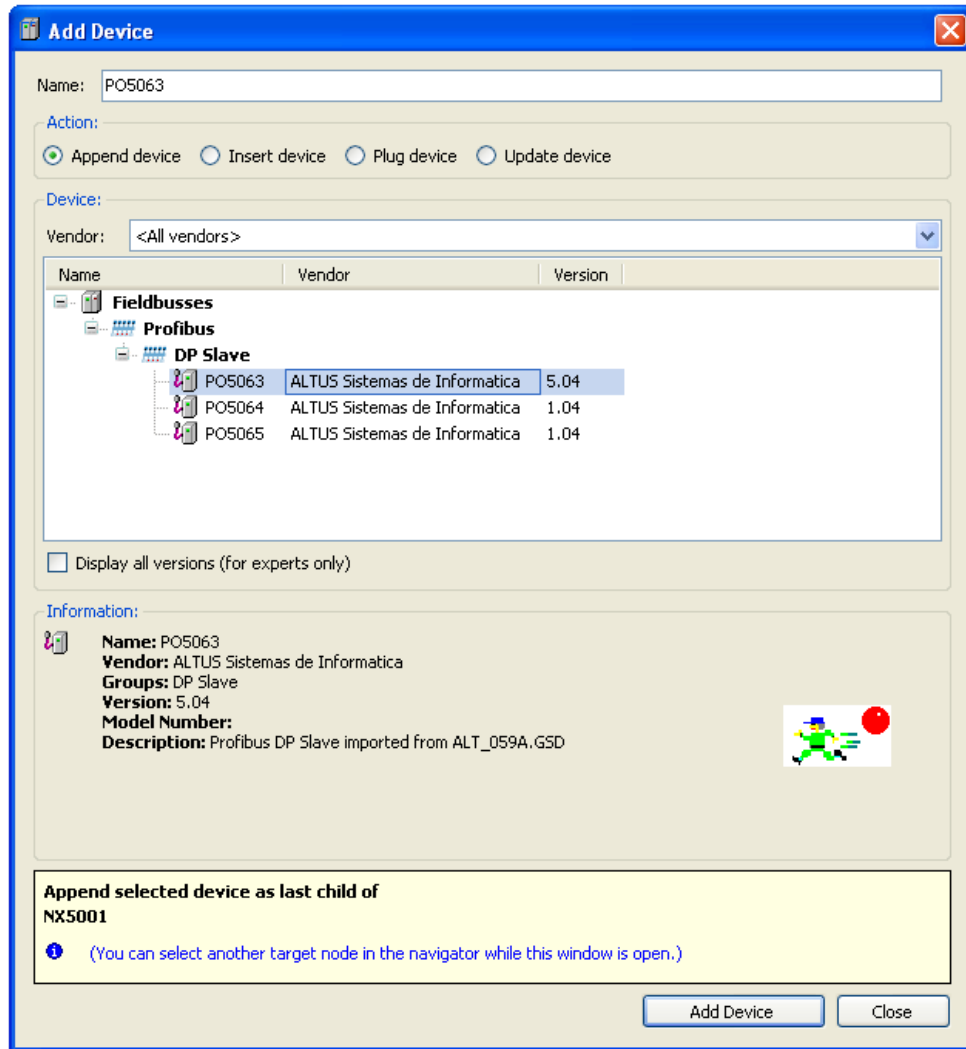 Add Device
Name: PO5063
Action:
Append device Insert device Plug device Update device
Device:
Vendor: <All vendors>
Name Vendor Version
Fieldbusses
Profibus
DP Slave
PO5063 ALTUS Sistemas de Informatica 5.04
PO5064 ALTUS Sistemas de Informatica 1.04
PO5065 ALTUS Sistemas de Informatica 1.04
Display all versions (for experts only)
Information:
Name: PO5063
Vendor: ALTUS Sistemas de Informatica
Groups: DP Slave
Version: 5.04
Model Number:
Description: Profibus DP Slave imported from ALT_059A.GSD
Append selected device as last child of
NX5001
(You can select another target node in the navigator while this window is open.)
Add Device Close